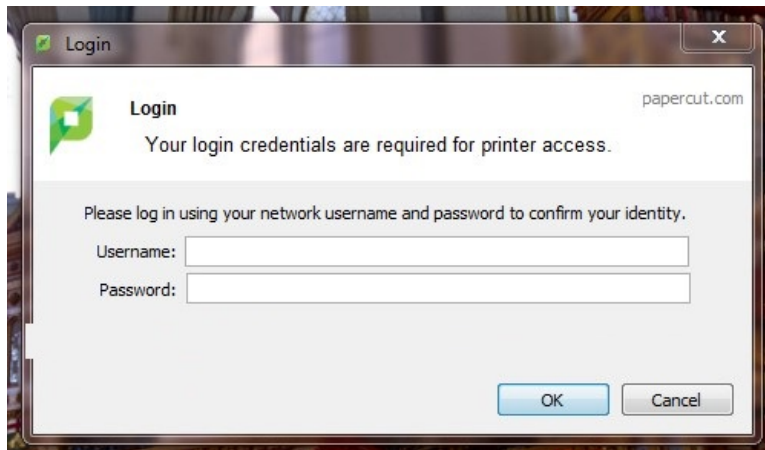 Login
x
papercut.com
Login
Your login credentials are required for printer access.
Please log in using your network username and password to confirm your identity.
Username:
Password:
OK
Cancel